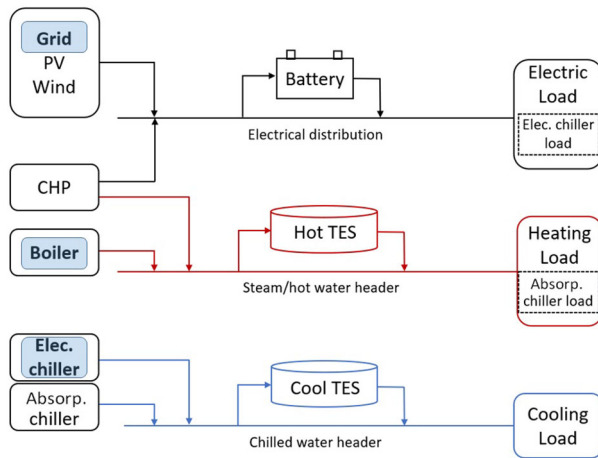 Grid
PV
Wind
Battery
Electrical distribution
Electric
Load
Elec. chiller
load
CHP
Boiler
Hot TES
Steam/hot water header
Heating
Load
Absorp.
chiller load
Elec.
chiller
Absorp.
chiller
Cool TES
Chilled water header
Cooling
Load